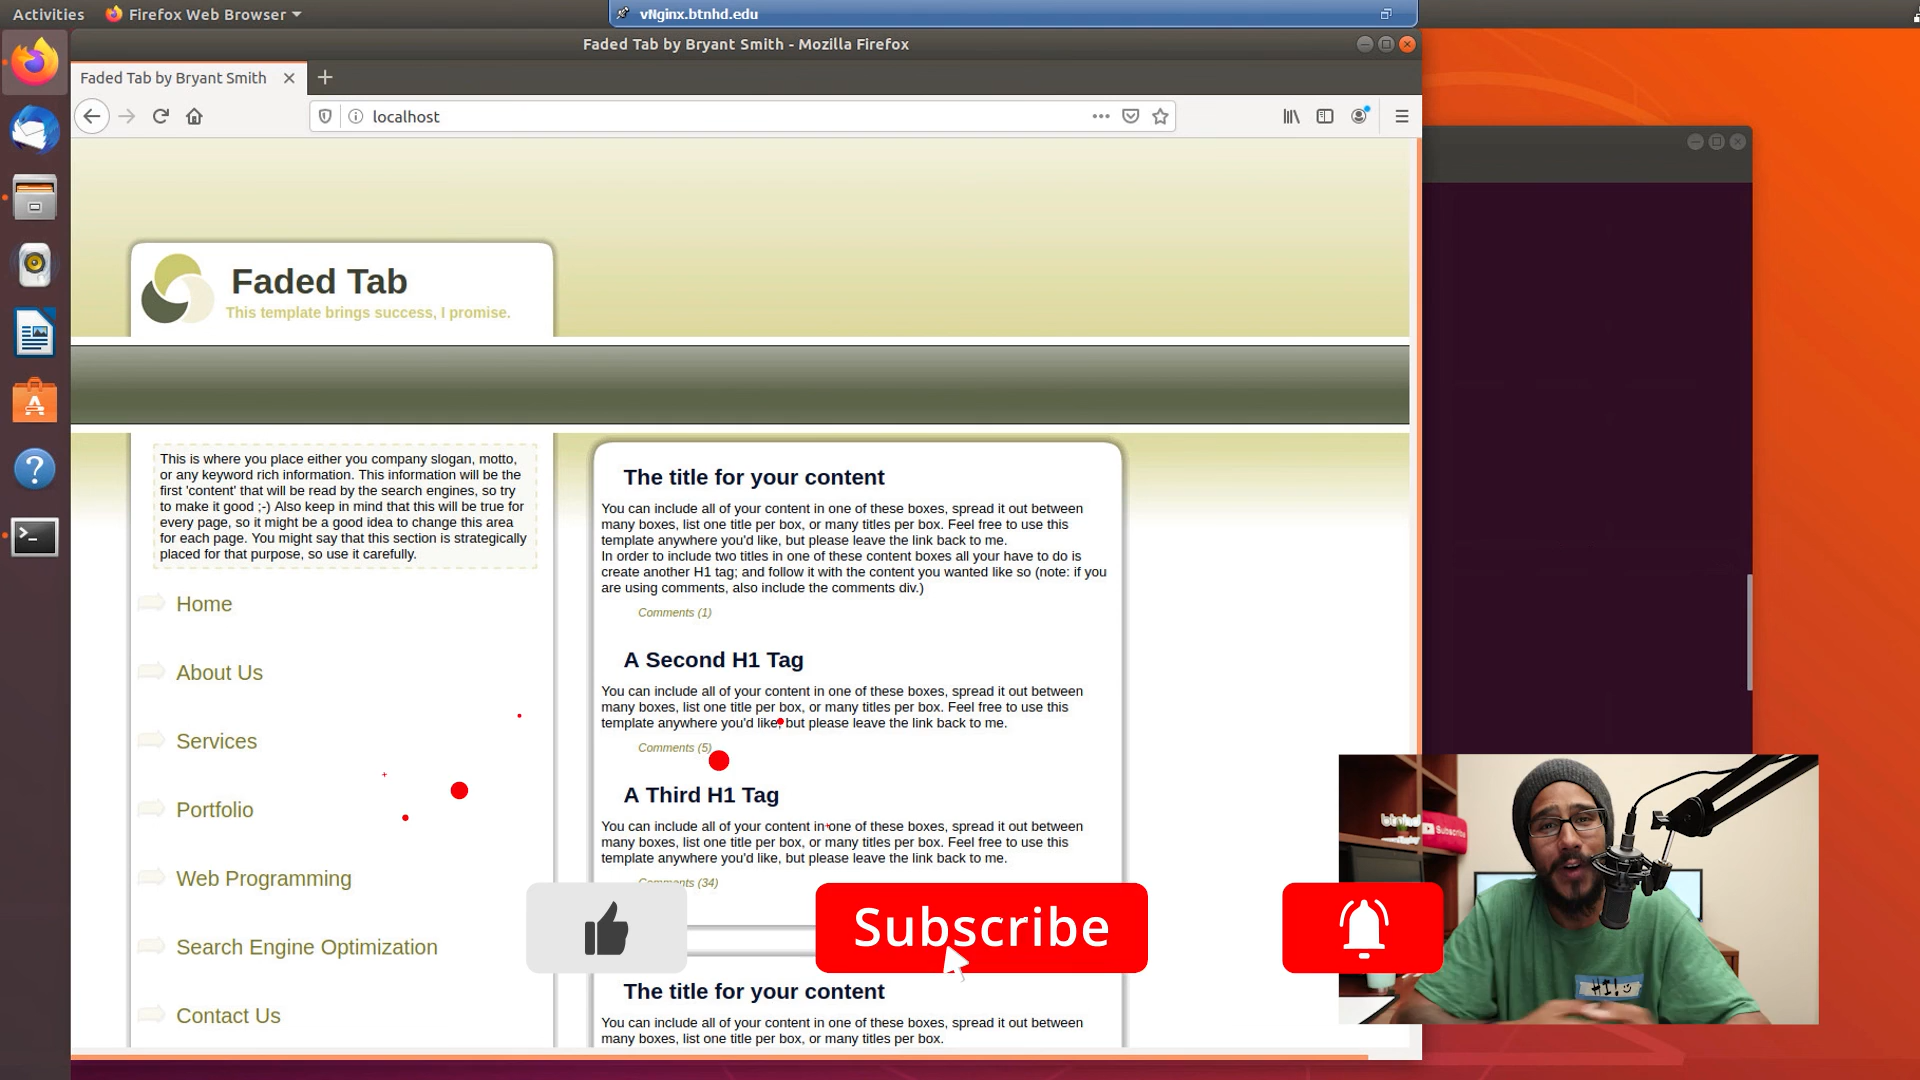 Activities
Firefox Web Browser
vNginx.btnhd.edu
Faded Tab by Bryant Smith - Mozilla Firefox
Faded Tab by Bryant Smith
localhost
Faded Tab
This template brings success, I promise.
This is where you place either you company slogan, motto,
or any keyword rich information. This information will be the
first 'content' that will be read by the search engines, so try
to make it good ;-) Also keep in mind that this will be true for
every page, so it might be a good idea to change this area
for each page. You might say that this section is strategically
placed for that purpose, so use it carefully.
Home
About Us
Services
Portfolio
Web Programming
Search Engine Optimization
Contact Us
The title for your content
You can include all of your content in one of these boxes, spread it out between
many boxes, list one title per box, or many titles per box. Feel free to use this
template anywhere you'd like, but please leave the link back to me.
In order to include two titles in one of these content boxes all your have to do is
create another H1 tag; and follow it with the content you wanted like so (note: if you
are using comments, also include the comments div.)
Comments (1)
A Second H1 Tag
You can include all of your content in one of these boxes, spread it out between
many boxes, list one title per box, or many titles per box. Feel free to use this
template anywhere you'd like, but please leave the link back to me.
Comments (5)
A Third H1 Tag
You can include all of your content in one of these boxes, spread it out between
many boxes, list one title per box, or many titles per box. Feel free to use this
template anywhere you'd like, but please leave the link back to me.
Comments (34)
Subscribe
The title for your content
You can include all of your content in one of these boxes, spread it out between
many boxes, list one title per box, or many titles per box.
btnhd
Subscribe
HI!